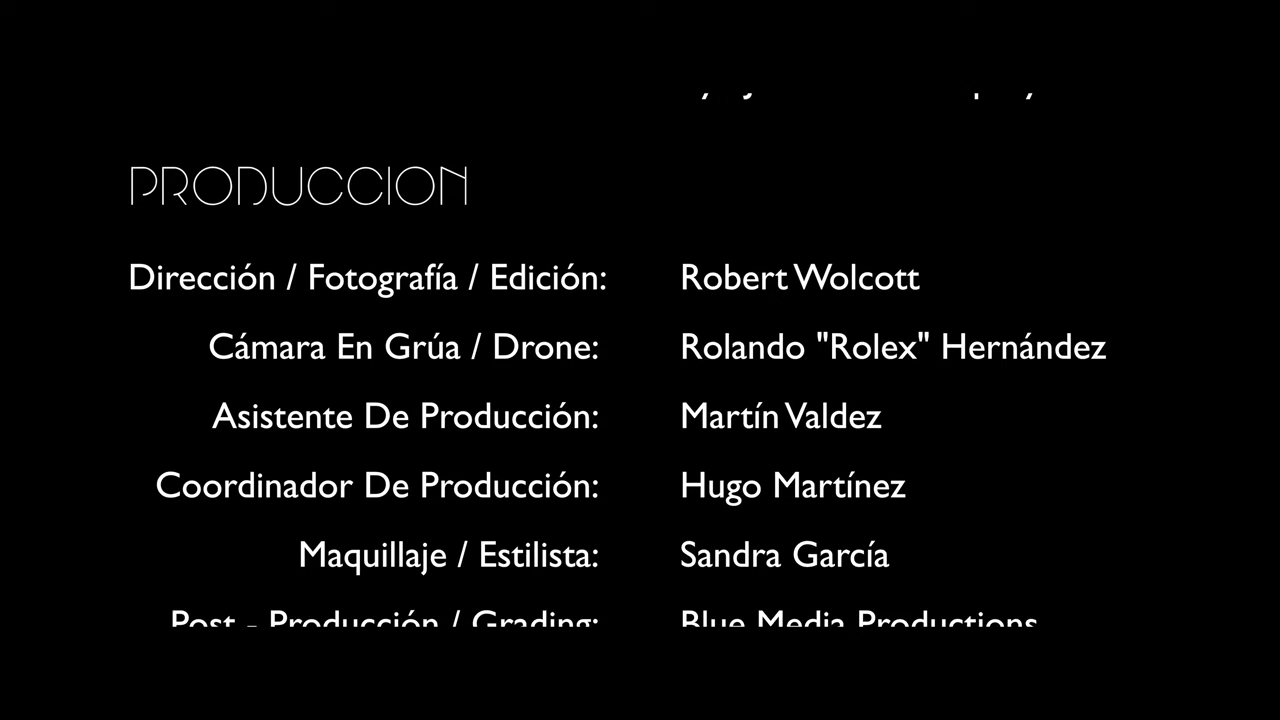 PRODUCCION
Dirección / Fotografía / Edición: Robert Wolcott
Cámara En Grúa / Drone: Rolando "Rolex" Hernández
Asistente De Producción: Martín Valdez
Coordinador De Producción: Hugo Martínez
Maquillaje / Estilista: Sandra García
Post - Producción / Grading: Blue Media Productions